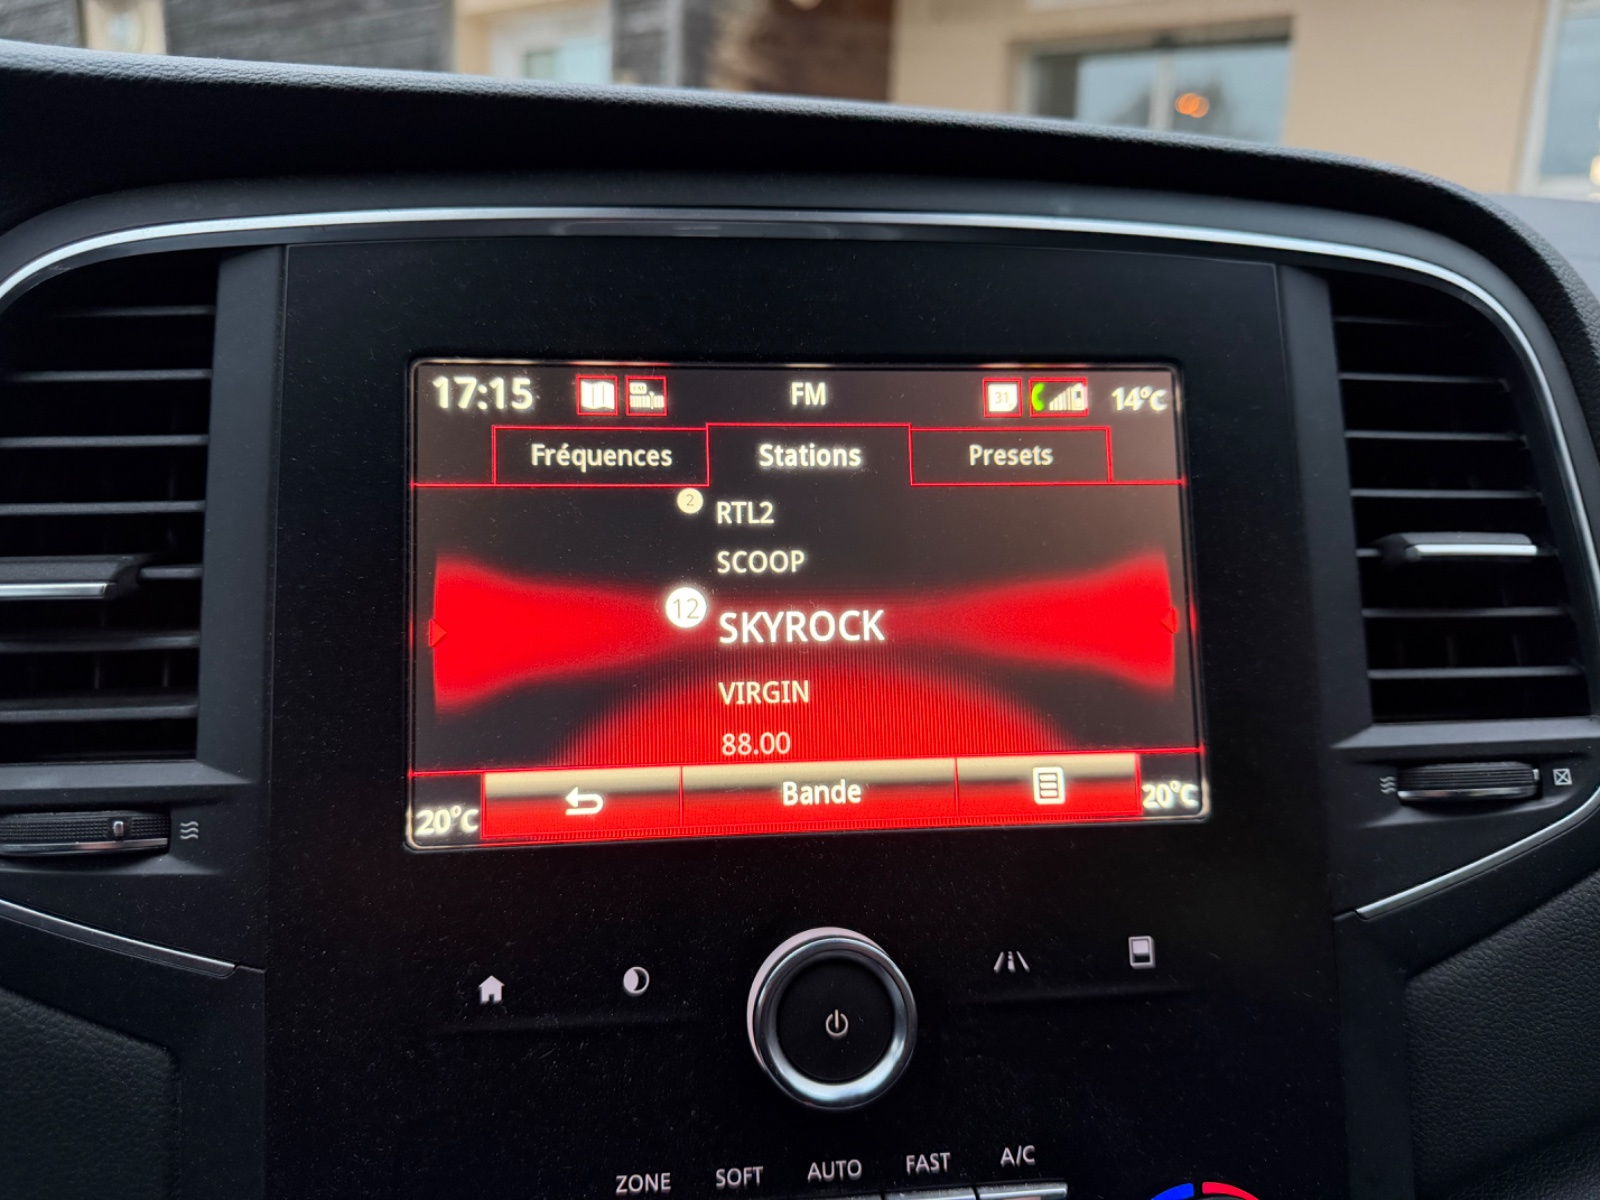 17:15 FM 31 14°C
Fréquences Stations Presets
2 RTL2
SCOOP
12 SKYROCK
VIRGIN
88.00
20°C Bande 20°C
ZONE SOFT AUTO FAST A/C